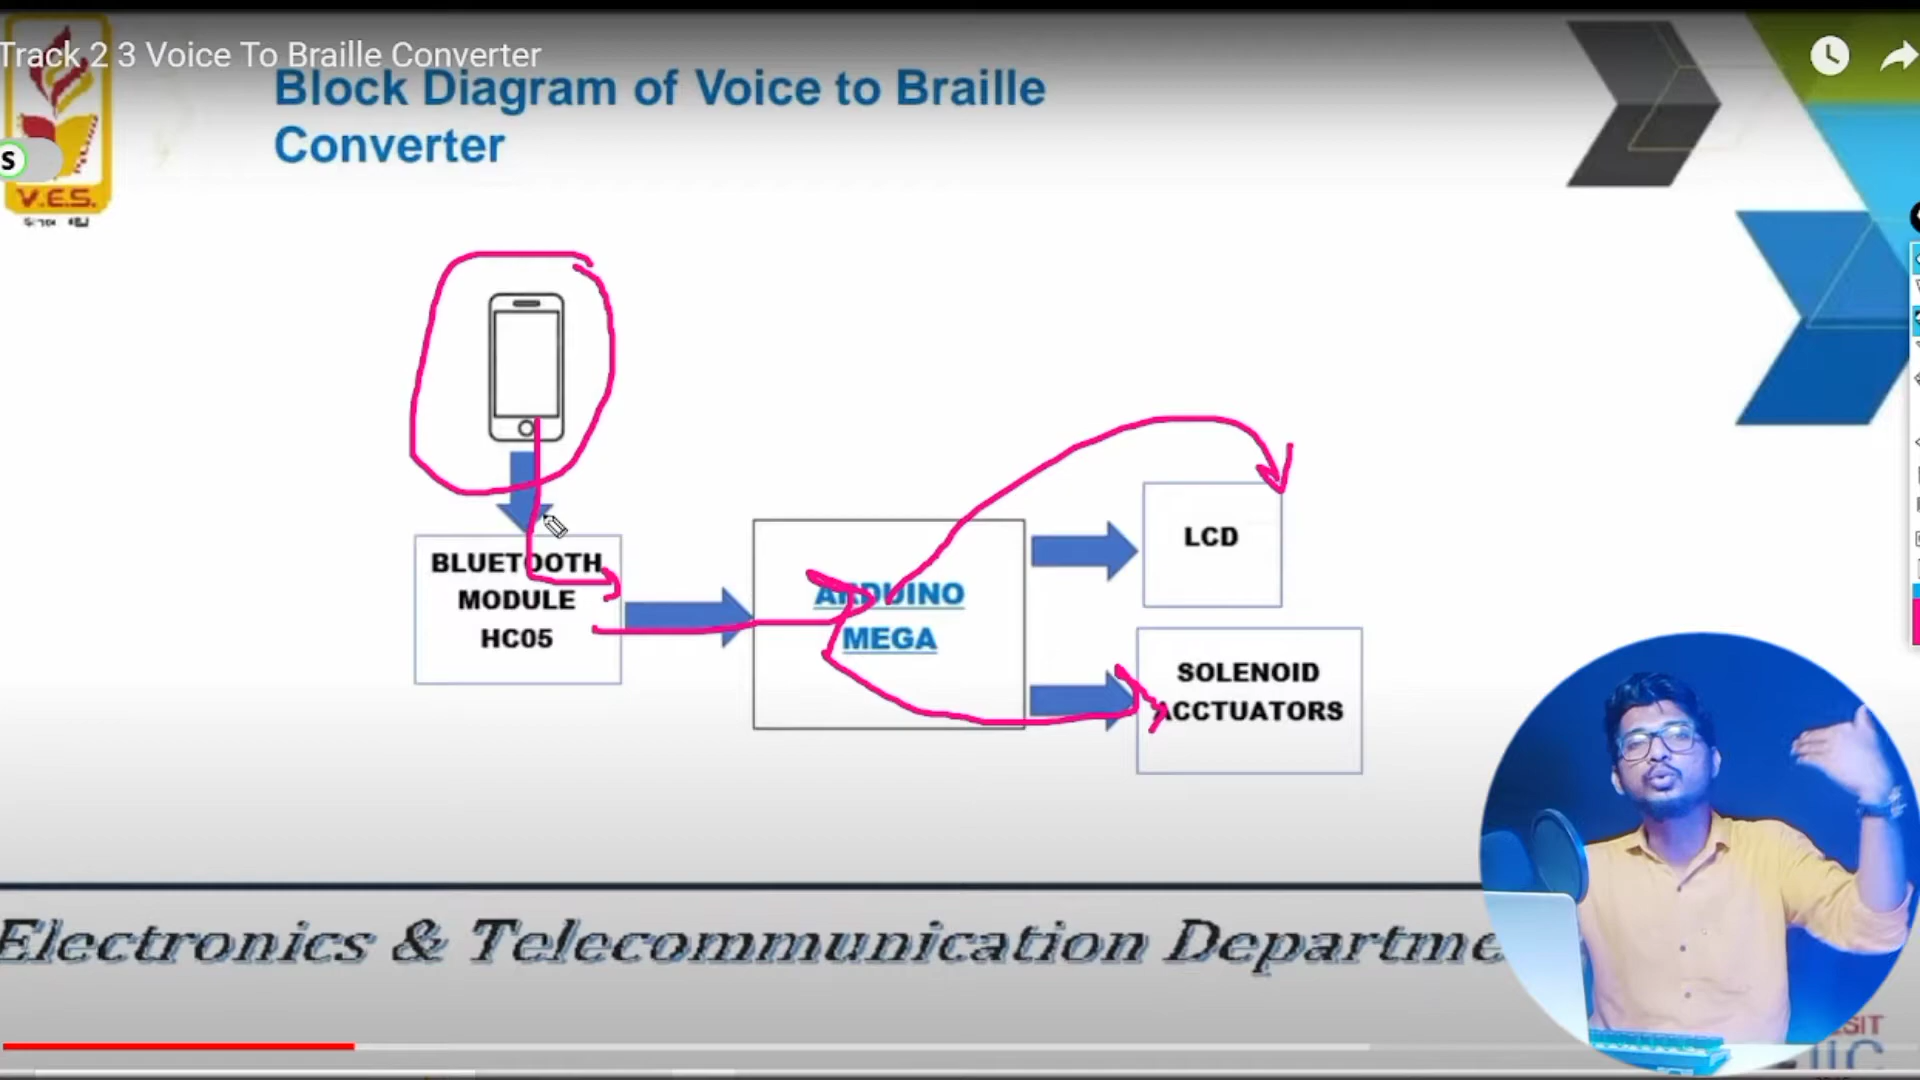 Track 2 3 Voice To Braille Converter
Block Diagram of Voice to Braille
Converter
S
V.E.S.
BLUETOOTH
MODULE
HC05
ARDUINO
MEGA
LCD
SOLENOID
ACCTUATORS
Electronics & Telecommunication Departme